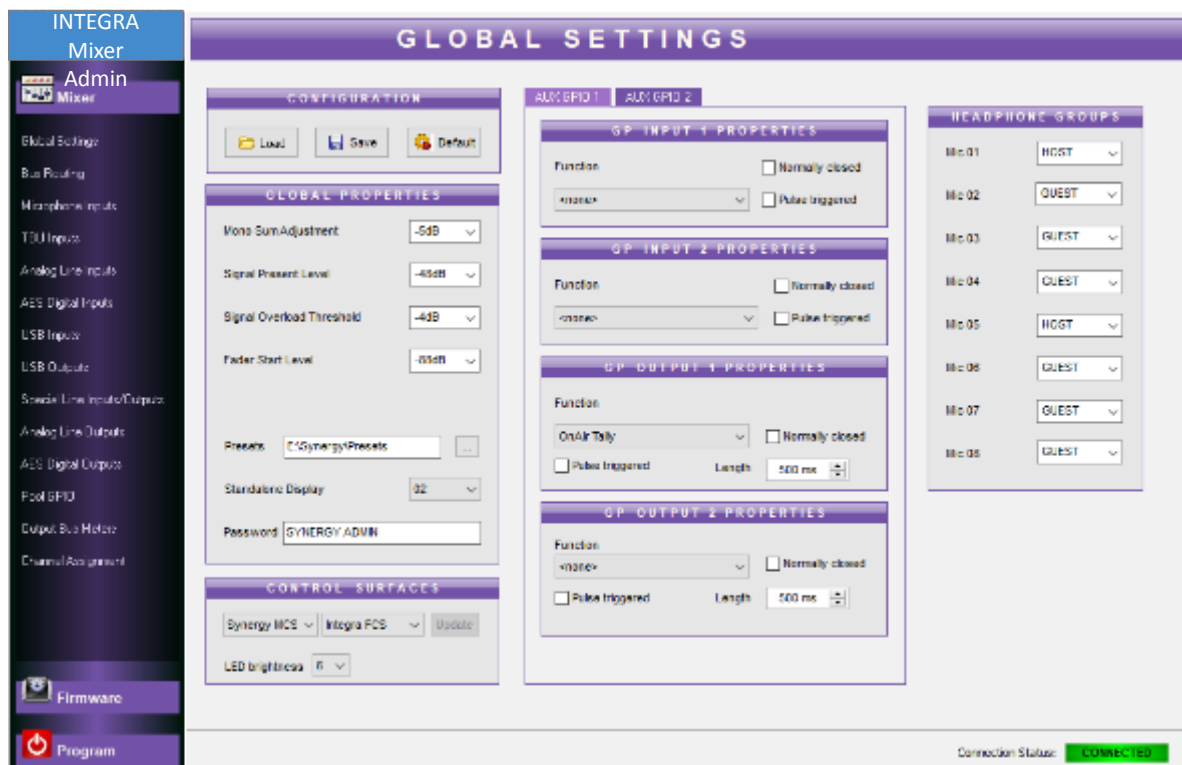 INTEGRA
Mixer
Admin
Mixer
Global Settings
Bus Routing
Microphone Inputs
TBU Inputs
Analog Line Inputs
AES Digital Inputs
USB Inputs
USB Outputs
Special Line Inputs/Outputs
Analog Line Outputs
AES Digital Outputs
Pool GPIO
Output Bus Meters
Channel Assignment
Firmware
Program
GLOBAL SETTINGS
CONFIGURATION
Load Save Default
GLOBAL PROPERTIES
Mono Sum Adjustment -6dB
Signal Present Level
Signal Overload Threshold -4dB
Fader Start Level
Presets E:\Synergy\Presets ...
Standalone Display 02
Password SYNERGY ADMIN
CONTROL SURFACES
Synergy MCS Integra FCS Update
LED brightness 6
AUX GPIO 1 AUX GPIO 2
GP INPUT 1 PROPERTIES
Function Normally closed
<none> Pulse triggered
GP INPUT 2 PROPERTIES
Function Normally closed
<none> Pulse triggered
GP OUTPUT 1 PROPERTIES
Function
OnAir Tally Normally closed
Pulse triggered Length 500 ms
GP OUTPUT 2 PROPERTIES
Function
<none> Normally closed
Pulse triggered Length 500 ms
HEADPHONE GROUPS
Mic 01 HOST
Mic 02 GUEST
Mic 03 GUEST
Mic 04 GUEST
Mic 05 HOST
Mic 06 GUEST
Mic 07 GUEST
Mic 08 GUEST
Connection Status: CONNECTED